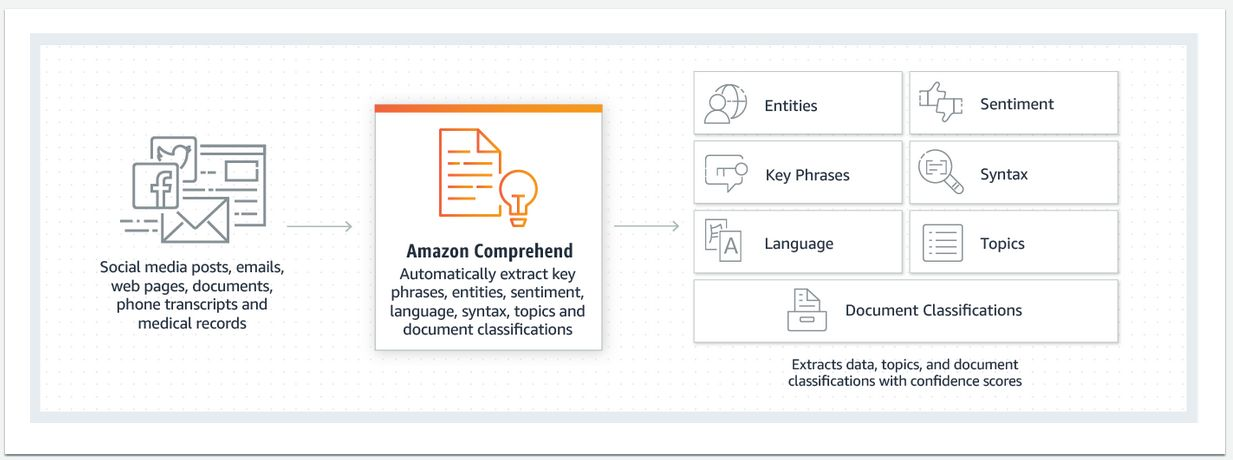 Social media posts, emails,
web pages, documents,
phone transcripts and
medical records
Amazon Comprehend
Automatically extract key
phrases, entities, sentiment,
language, syntax, topics and
document classifications
Entities
Sentiment
Key Phrases
Syntax
A
Language
Topics
Document Classifications
Extracts data, topics, and document
classifications with confidence scores